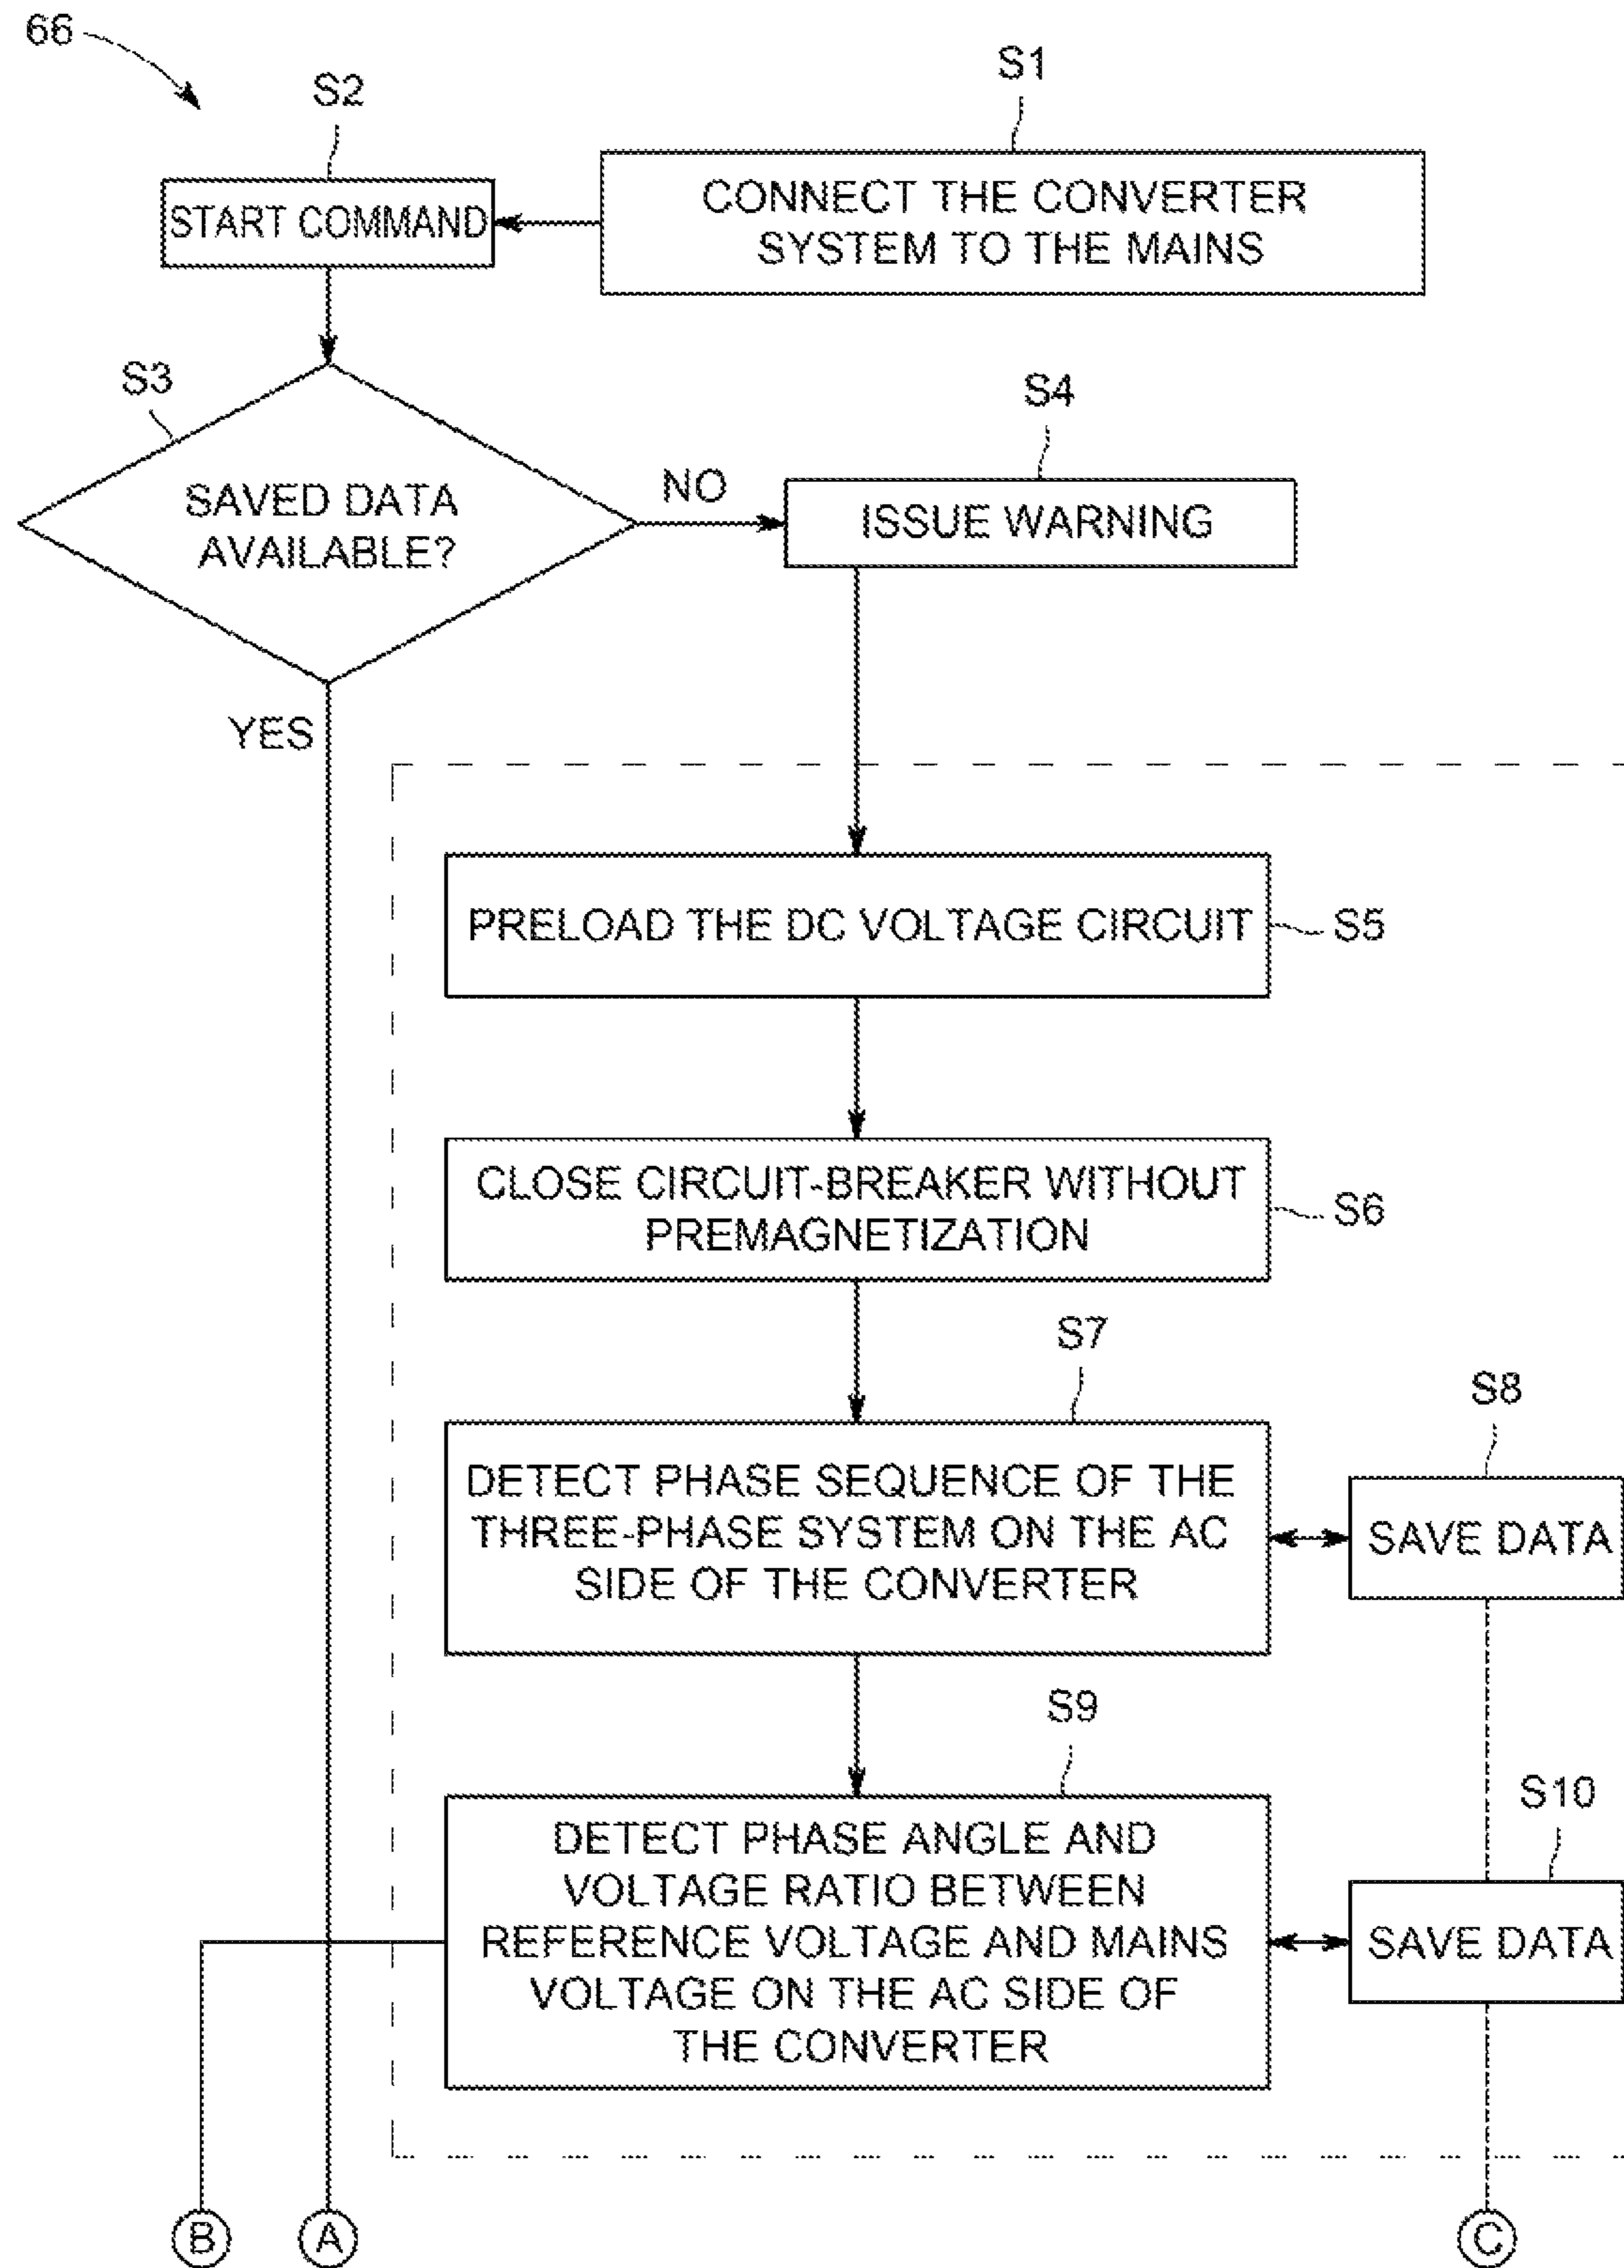 66
S1
S2
CONNECT THE CONVERTER
SYSTEM TO THE MAINS
START COMMAND
S3
S4
SAVED DATA
AVAILABLE?
NO
ISSUE WARNING
YES
PRELOAD THE DC VOLTAGE CIRCUIT
S5
CLOSE CIRCUIT-BREAKER WITHOUT
PREMAGNETIZATION
S6
S7
S8
DETECT PHASE SEQUENCE OF THE
THREE-PHASE SYSTEM ON THE AC
SIDE OF THE CONVERTER
SAVE DATA
S9
S10
DETECT PHASE ANGLE AND
VOLTAGE RATIO BETWEEN
REFERENCE VOLTAGE AND MAINS
VOLTAGE ON THE AC SIDE OF
THE CONVERTER
SAVE DATA
B
A
C